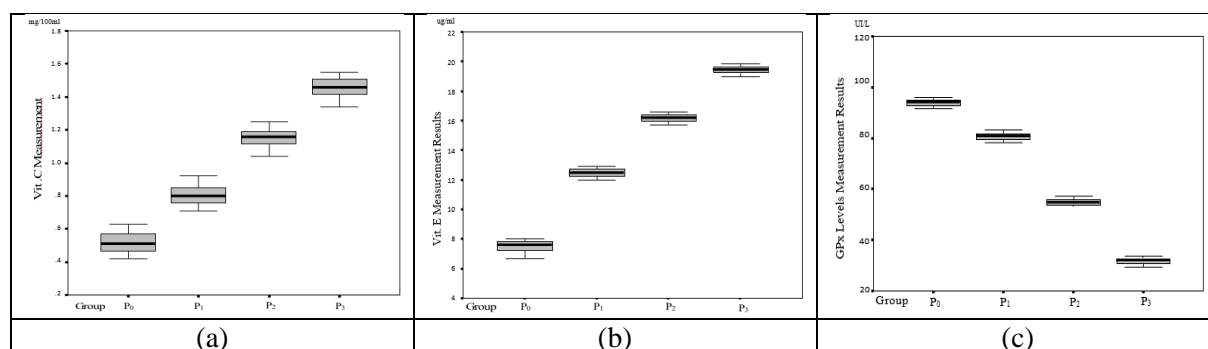 mg/100ml
Vit.C Measurement
1.8
1.6
1.4
1.2
1.0
.8
.6
.4
.2
Group P0 P1 P2 P3
(a)
ug/ml
Vit. E Measurement Results
22
20
18
16
14
12
10
8
6
4
Group P0 P1 P2 P3
(b)
UI/L
GPx Levels Measurement Results
120
100
80
60
40
20
Group P0 P1 P2 P3
(c)